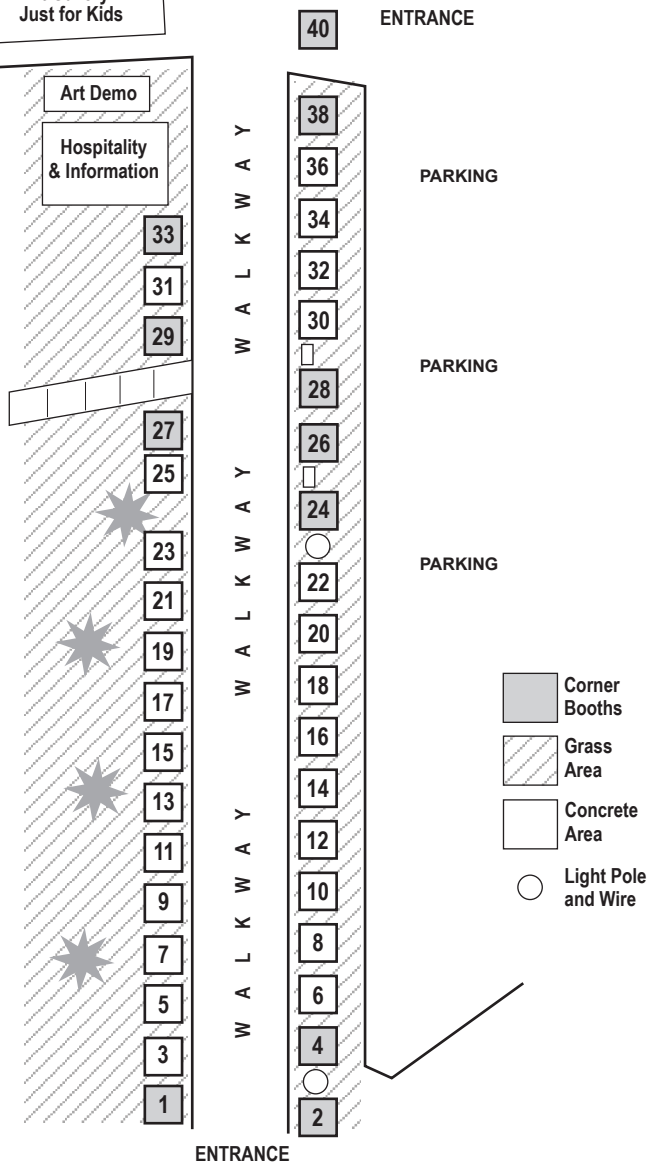 Just for Kids
ENTRANCE
40
Art Demo
Hospitality
& Information
38
36
34
32
30
28
26
24
22
20
18
16
14
12
10
8
6
4
2
33
31
29
27
25
23
21
19
17
15
13
11
9
7
5
3
1
WALKWAY
WALKWAY
WALKWAY
PARKING
PARKING
PARKING
Corner
Booths
Grass
Area
Concrete
Area
Light Pole
and Wire
ENTRANCE